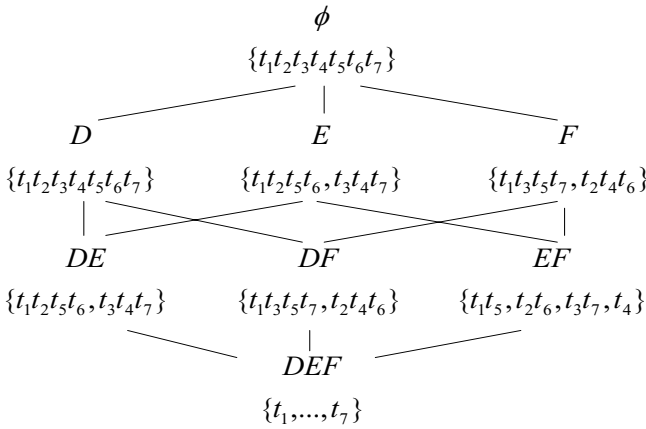 ϕ
{t₁t₂t₃t₄t₅t₆t₇}
D E F
{t₁t₂t₃t₄t₅t₆t₇} {t₁t₂t₅t₆, t₃t₄t₇} {t₁t₃t₅t₇, t₂t₄t₆}
DE DF EF
{t₁t₂t₅t₆, t₃t₄t₇} {t₁t₃t₅t₇, t₂t₄t₆} {t₁t₅, t₂t₆, t₃t₇, t₄}
DEF
{t₁,...,t₇}